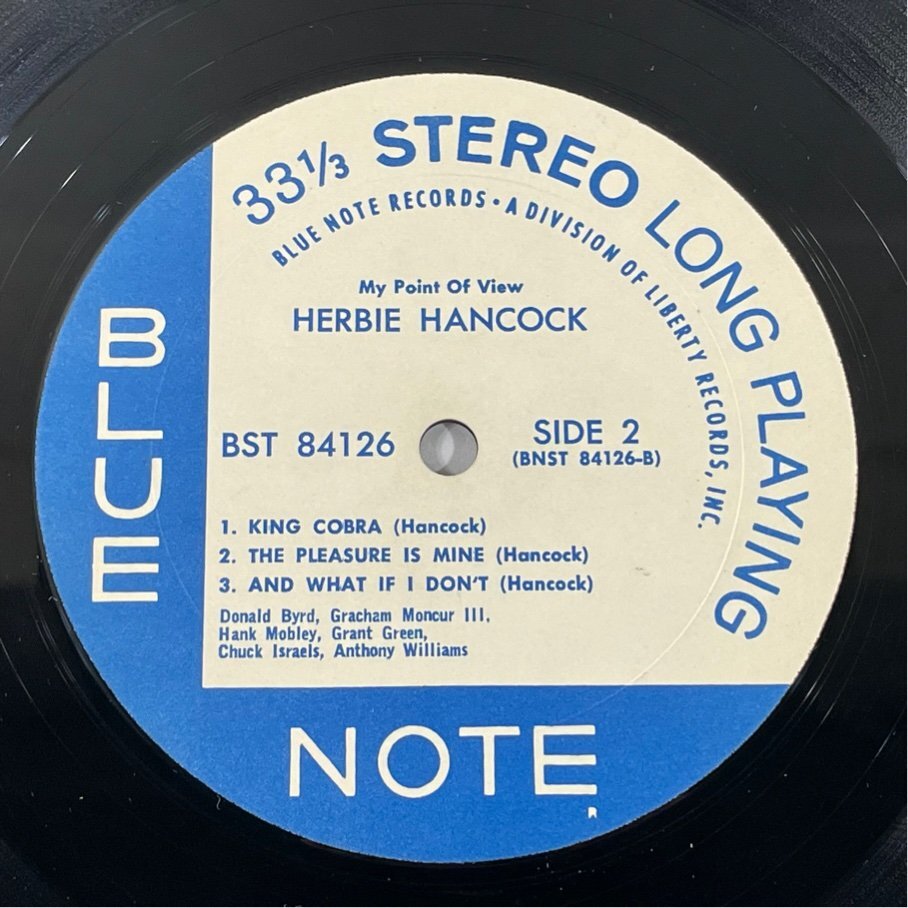 33⅓ STEREO LONG PLAYING
BLUE NOTE RECORDS • A DIVISION OF LIBERTY RECORDS, INC.
My Point Of View
HERBIE HANCOCK
BST 84126
SIDE 2
(BNST 84126-B)
1. KING COBRA (Hancock)
2. THE PLEASURE IS MINE (Hancock)
3. AND WHAT IF I DON'T (Hancock)
Donald Byrd, Gracham Moncur III,
Hank Mobley, Grant Green,
Chuck Israels, Anthony Williams
BLUE
NOTE
R